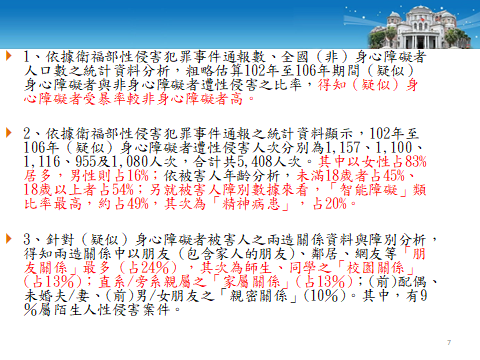 1、依據衛福部性侵害犯罪事件通報數、全國（非）身心障礙者
人口數之統計資料分析，粗略估算102年至106年期間（疑似）
身心障礙者與非身心障礙者遭性侵害之比率，得知（疑似）身
心障礙者受暴率較非身心障礙者高。
2、依據衛福部性侵害犯罪事件通報之統計資料顯示，102年至
106年（疑似）身心障礙者遭性侵害人次分別為1,157、1,100、
1,116、955及1,080人次，合計共5,408人次。其中以女性占83%
居多，男性則占16%；依被害人年齡分析，未滿18歲者占45%、
18歲以上者占54%；另就被害人障別數據來看，「智能障礙」類
比率最高，約占49%，其次為「精神病患」，占20%。
3、針對（疑似）身心障礙者被害人之兩造關係資料與障別分析，
得知兩造關係中以朋友（包含家人的朋友)、鄰居、網友等「朋
友關係」最多（占24%），其次為師生、同學之「校園關係」
(占13%)；直系/旁系親屬之「家屬關係」(占13%)；(前)配偶、
未婚夫/妻、(前)男/女朋友之「親密關係」(10%)。其中，有9
%屬陌生人性侵害案件。
7